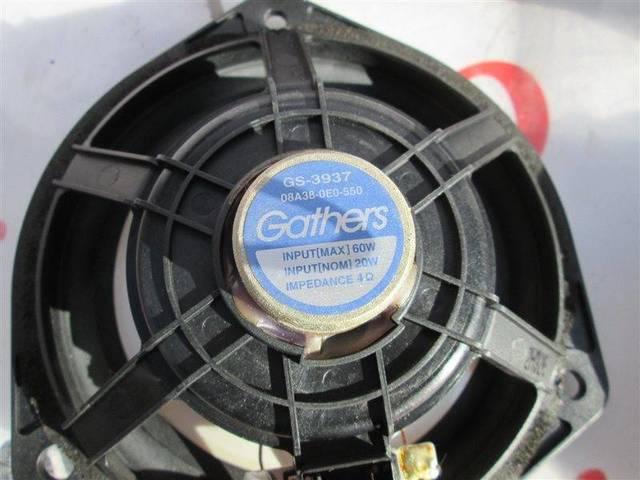 GS-3937
08A38-0E0-550
Gathers
INPUT[MAX] 60W
INPUT[NOM] 20W
IMPEDANCE 4Ω